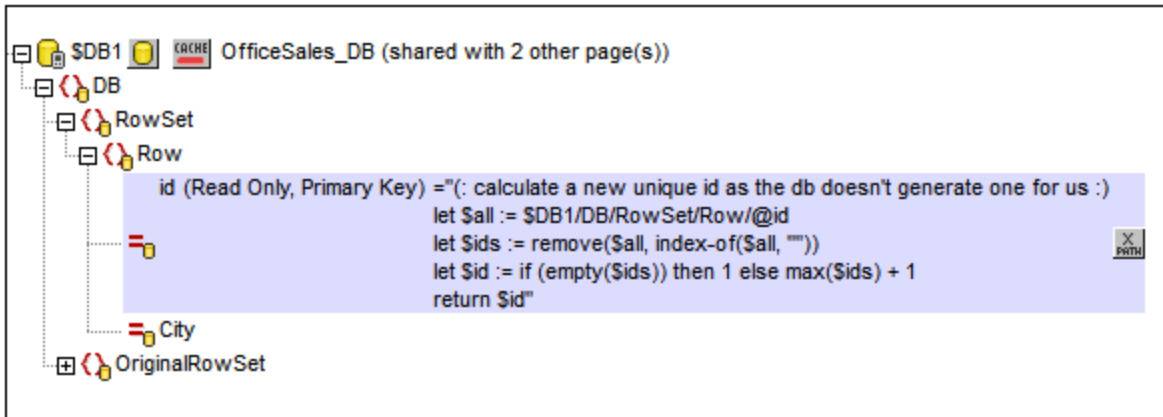 $DB1 CACHE OfficeSales_DB (shared with 2 other page(s))
DB
RowSet
Row
id (Read Only, Primary Key) ="(: calculate a new unique id as the db doesn't generate one for us :)
let $all := $DB1/DB/RowSet/Row/@id
let $ids := remove($all, index-of($all, ""))
let $id := if (empty($ids)) then 1 else max($ids) + 1
return $id"
X PATH
City
OriginalRowSet